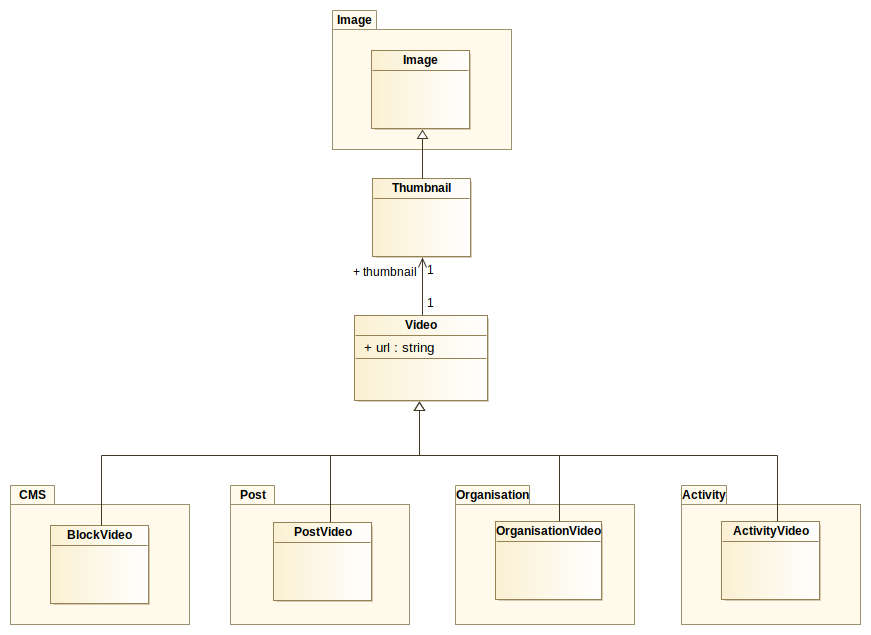 Image
Image
Thumbnail
+ thumbnail 1
1
Video
+ url : string
CMS
Post
Organisation
Activity
BlockVideo
PostVideo
OrganisationVideo
ActivityVideo